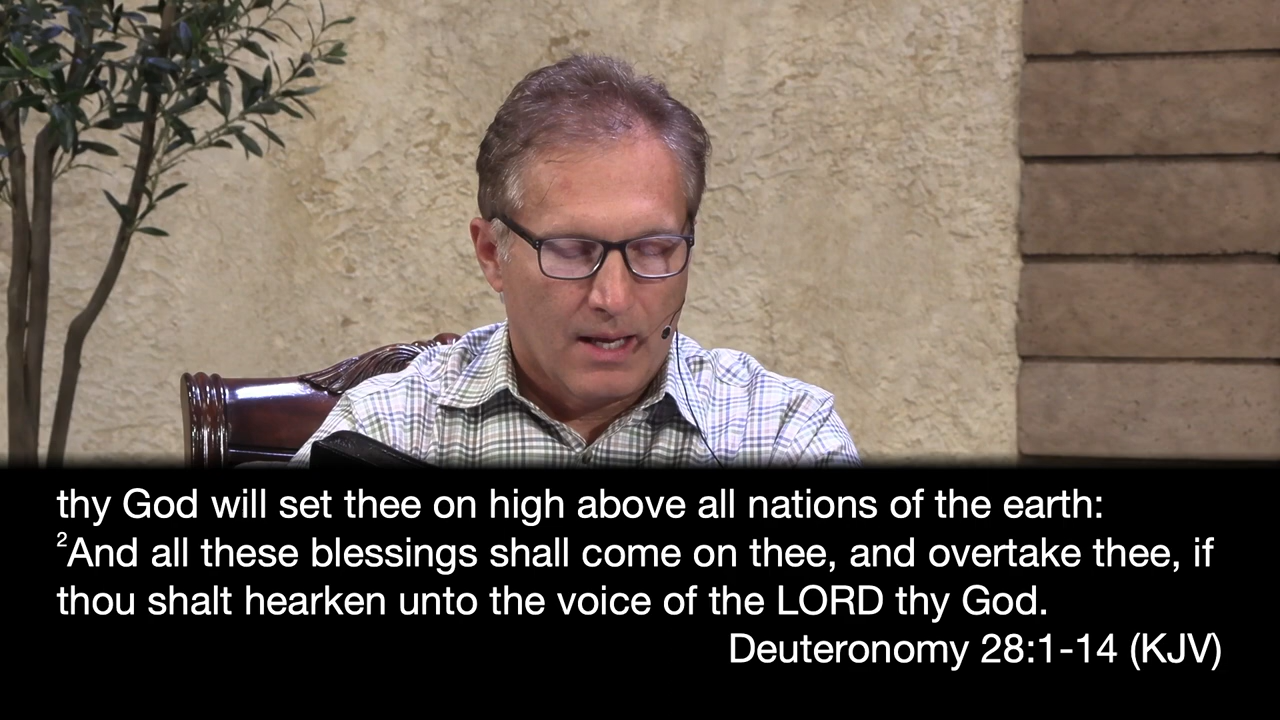 thy God will set thee on high above all nations of the earth:
²And all these blessings shall come on thee, and overtake thee, if
thou shalt hearken unto the voice of the LORD thy God.
Deuteronomy 28:1-14 (KJV)